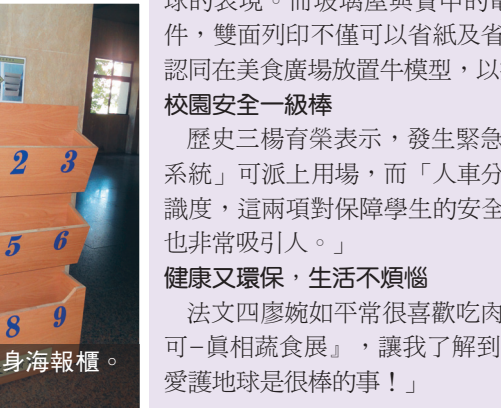 2 3
5 6
8 9
身海報櫃。
球的表現。而玻璃屋與賣中的電
件，雙面列印不僅可以省紙及省
認同在美食廣場放置牛模型，以
校園安全一級棒
歷史三楊育榮表示，發生緊急
系統」可派上用場，而「人車分
識度，這兩項對保障學生的安全
也非常吸引人。」
健康又環保，生活不煩惱
法文四廖婉如平常很喜歡吃肉
可–真相蔬食展』，讓我了解到
愛護地球是很棒的事！」